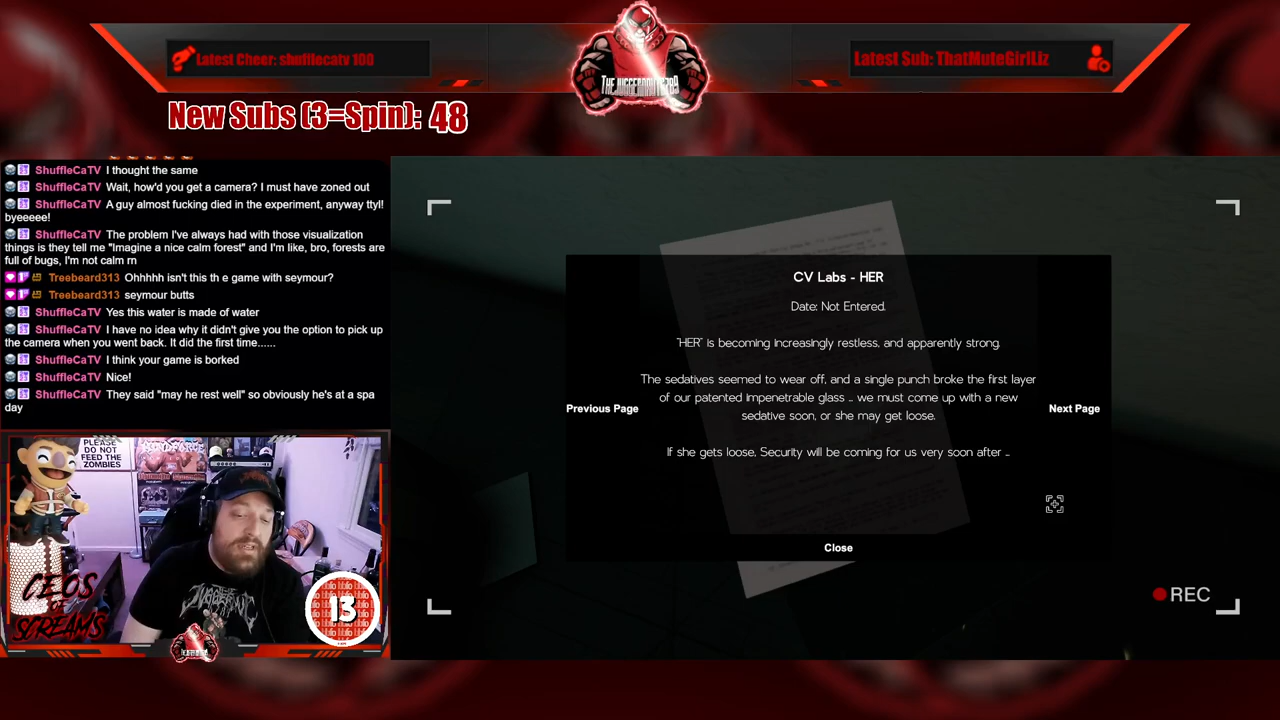 Latest Cheer: shufflecatv 100
THEJUGGERNAUT6789
Latest Sub: ThatMuteGirlLiz
New Subs (3=Spin): 48
ShuffleCaTV I thought the same
ShuffleCaTV Wait, how'd you get a camera? I must have zoned out
ShuffleCaTV A guy almost fucking died in the experiment, anyway ttyl!
byeeeee!
ShuffleCaTV The problem I've always had with those visualization
things is they tell me "Imagine a nice calm forest" and I'm like, bro, forests are
full of bugs, I'm not calm rn
Treebeard313 Ohhhhh isn't this th e game with seymour?
Treebeard313 seymour butts
ShuffleCaTV Yes this water is made of water
ShuffleCaTV I have no idea why it didn't give you the option to pick up
the camera when you went back. It did the first time......
ShuffleCaTV I think your game is borked
ShuffleCaTV Nice!
ShuffleCaTV They said "may he rest well" so obviously he's at a spa
day
CV Labs - HER
Date: Not Entered.
"HER" is becoming increasingly restless, and apparently strong.
The sedatives seemed to wear off, and a single punch broke the first layer
of our patented impenetrable glass .. we must come up with a new
sedative soon, or she may get loose.
If she gets loose, Security will be coming for us very soon after ..
Previous Page
Next Page
Close
REC
PLEASE
DO NOT
FEED THE
ZOMBIES
CEOS
OF
SCREAMS
13